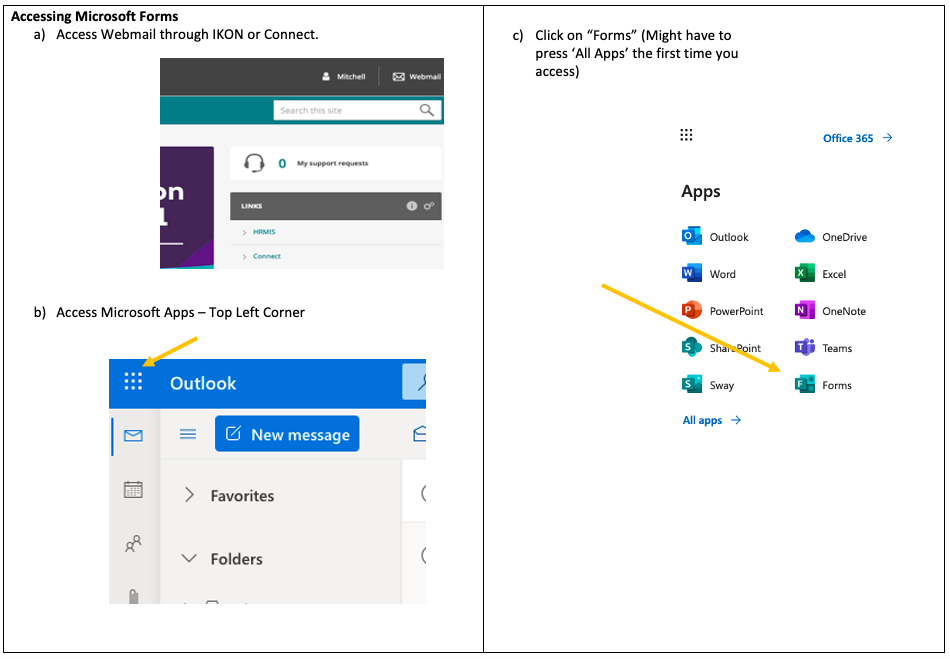 Accessing Microsoft Forms
a) Access Webmail through IKON or Connect.
Mitchell
Webmail
Search this site
on
1
0 My support requests
LINKS
HRMIS
Connect
b) Access Microsoft Apps – Top Left Corner
Outlook
New message
Favorites
Folders
c) Click on “Forms” (Might have to
press ‘All Apps’ the first time you
access)
Office 365 →
Apps
Outlook
OneDrive
Word
Excel
PowerPoint
OneNote
SharePoint
Teams
Sway
Forms
All apps →